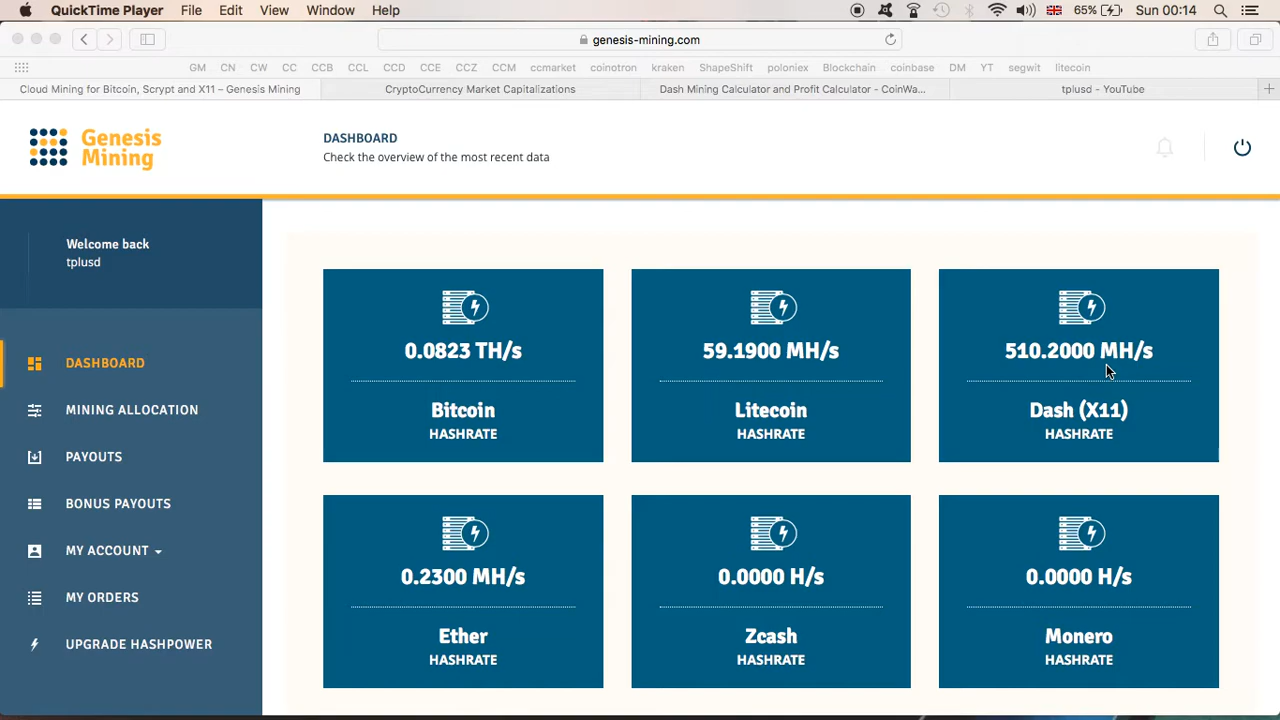 QuickTime Player File Edit View Window Help 65% Sun 00:14
genesis-mining.com
GM CN CW CC CCB CCL CCD CCE CCZ CCM ccmarket coinotron kraken ShapeShift poloniex Blockchain coinbase DM YT segwit litecoin
Cloud Mining for Bitcoin, Scrypt and X11 – Genesis Mining CryptoCurrency Market Capitalizations Dash Mining Calculator and Profit Calculator - CoinWa... tplusd - YouTube
Genesis
Mining
DASHBOARD
Check the overview of the most recent data
Welcome back
tplusd
DASHBOARD
MINING ALLOCATION
PAYOUTS
BONUS PAYOUTS
MY ACCOUNT
MY ORDERS
UPGRADE HASHPOWER
0.0823 TH/s
Bitcoin
HASHRATE
59.1900 MH/s
Litecoin
HASHRATE
510.2000 MH/s
Dash (X11)
HASHRATE
0.2300 MH/s
Ether
HASHRATE
0.0000 H/s
Zcash
HASHRATE
0.0000 H/s
Monero
HASHRATE